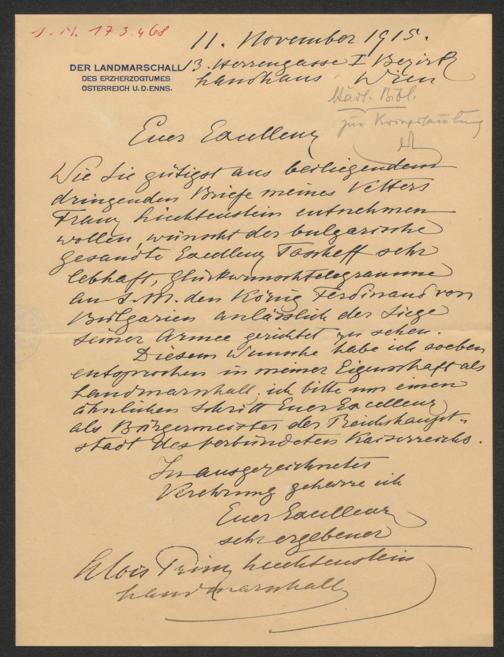 J. N. 173.468
11. November 1915.
DER LANDMARSCHALL
DES ERZHERZOGTUMES
ÖSTERREICH U. D. ENNS.
13. Herrengasse I Bezirk
Landhaus Wien
Städt. Bibl.
zur Kriegssammlung
Euer Excellenz
Wie Sie gütigst aus beiliegendem
dringenden Briefe meines Vetters
Franz Liechtenstein entnehmen
wollen, wünscht der bulgarische
gesandte Excellenz Toscheff sehr
lebhaft, Glückwunschtelegramme
an S. M. den König Ferdinand von
Bulgarien anlässlich der Siege
seiner Armee gerichtet zu sehen.
Diesem Wunsche habe ich soeben
entsprochen in meiner Eigenschaft als
Landmarschall, ich bitte um einen
ähnlichen Schritt Euer Excellenz
als Bürgermeister der Reichshaupt-
stadt des verbündeten Kaiserreichs.
In ausgezeichneter
Verehrung geharre ich
Euer Excellenz
sehr ergebener
Alois Prinz Liechtenstein
Landmarschall